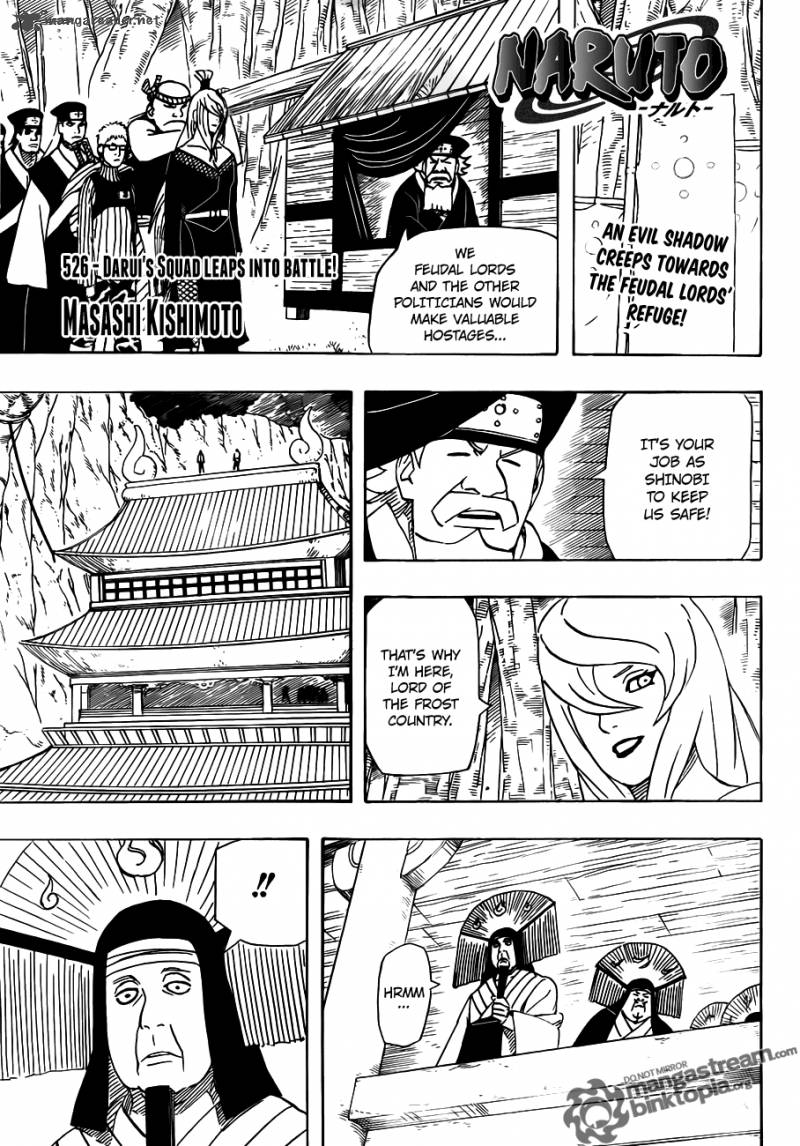 mangareader.net
NARUTO
-ナルト-
AN EVIL SHADOW
CREEPS TOWARDS
THE FEUDAL LORDS'
REFUGE!
526 - DARUI'S SQUAD LEAPS INTO BATTLE!
MASASHI KISHIMOTO
WE
FEUDAL LORDS
AND THE OTHER
POLITICIANS WOULD
MAKE VALUABLE
HOSTAGES...
IT'S YOUR
JOB AS
SHINOBI
TO KEEP
US SAFE!
THAT'S WHY
I'M HERE,
LORD OF
THE FROST
COUNTRY.
HRMM
...
!!
DO NOT MIRROR
mangastream.com
binktopia.org